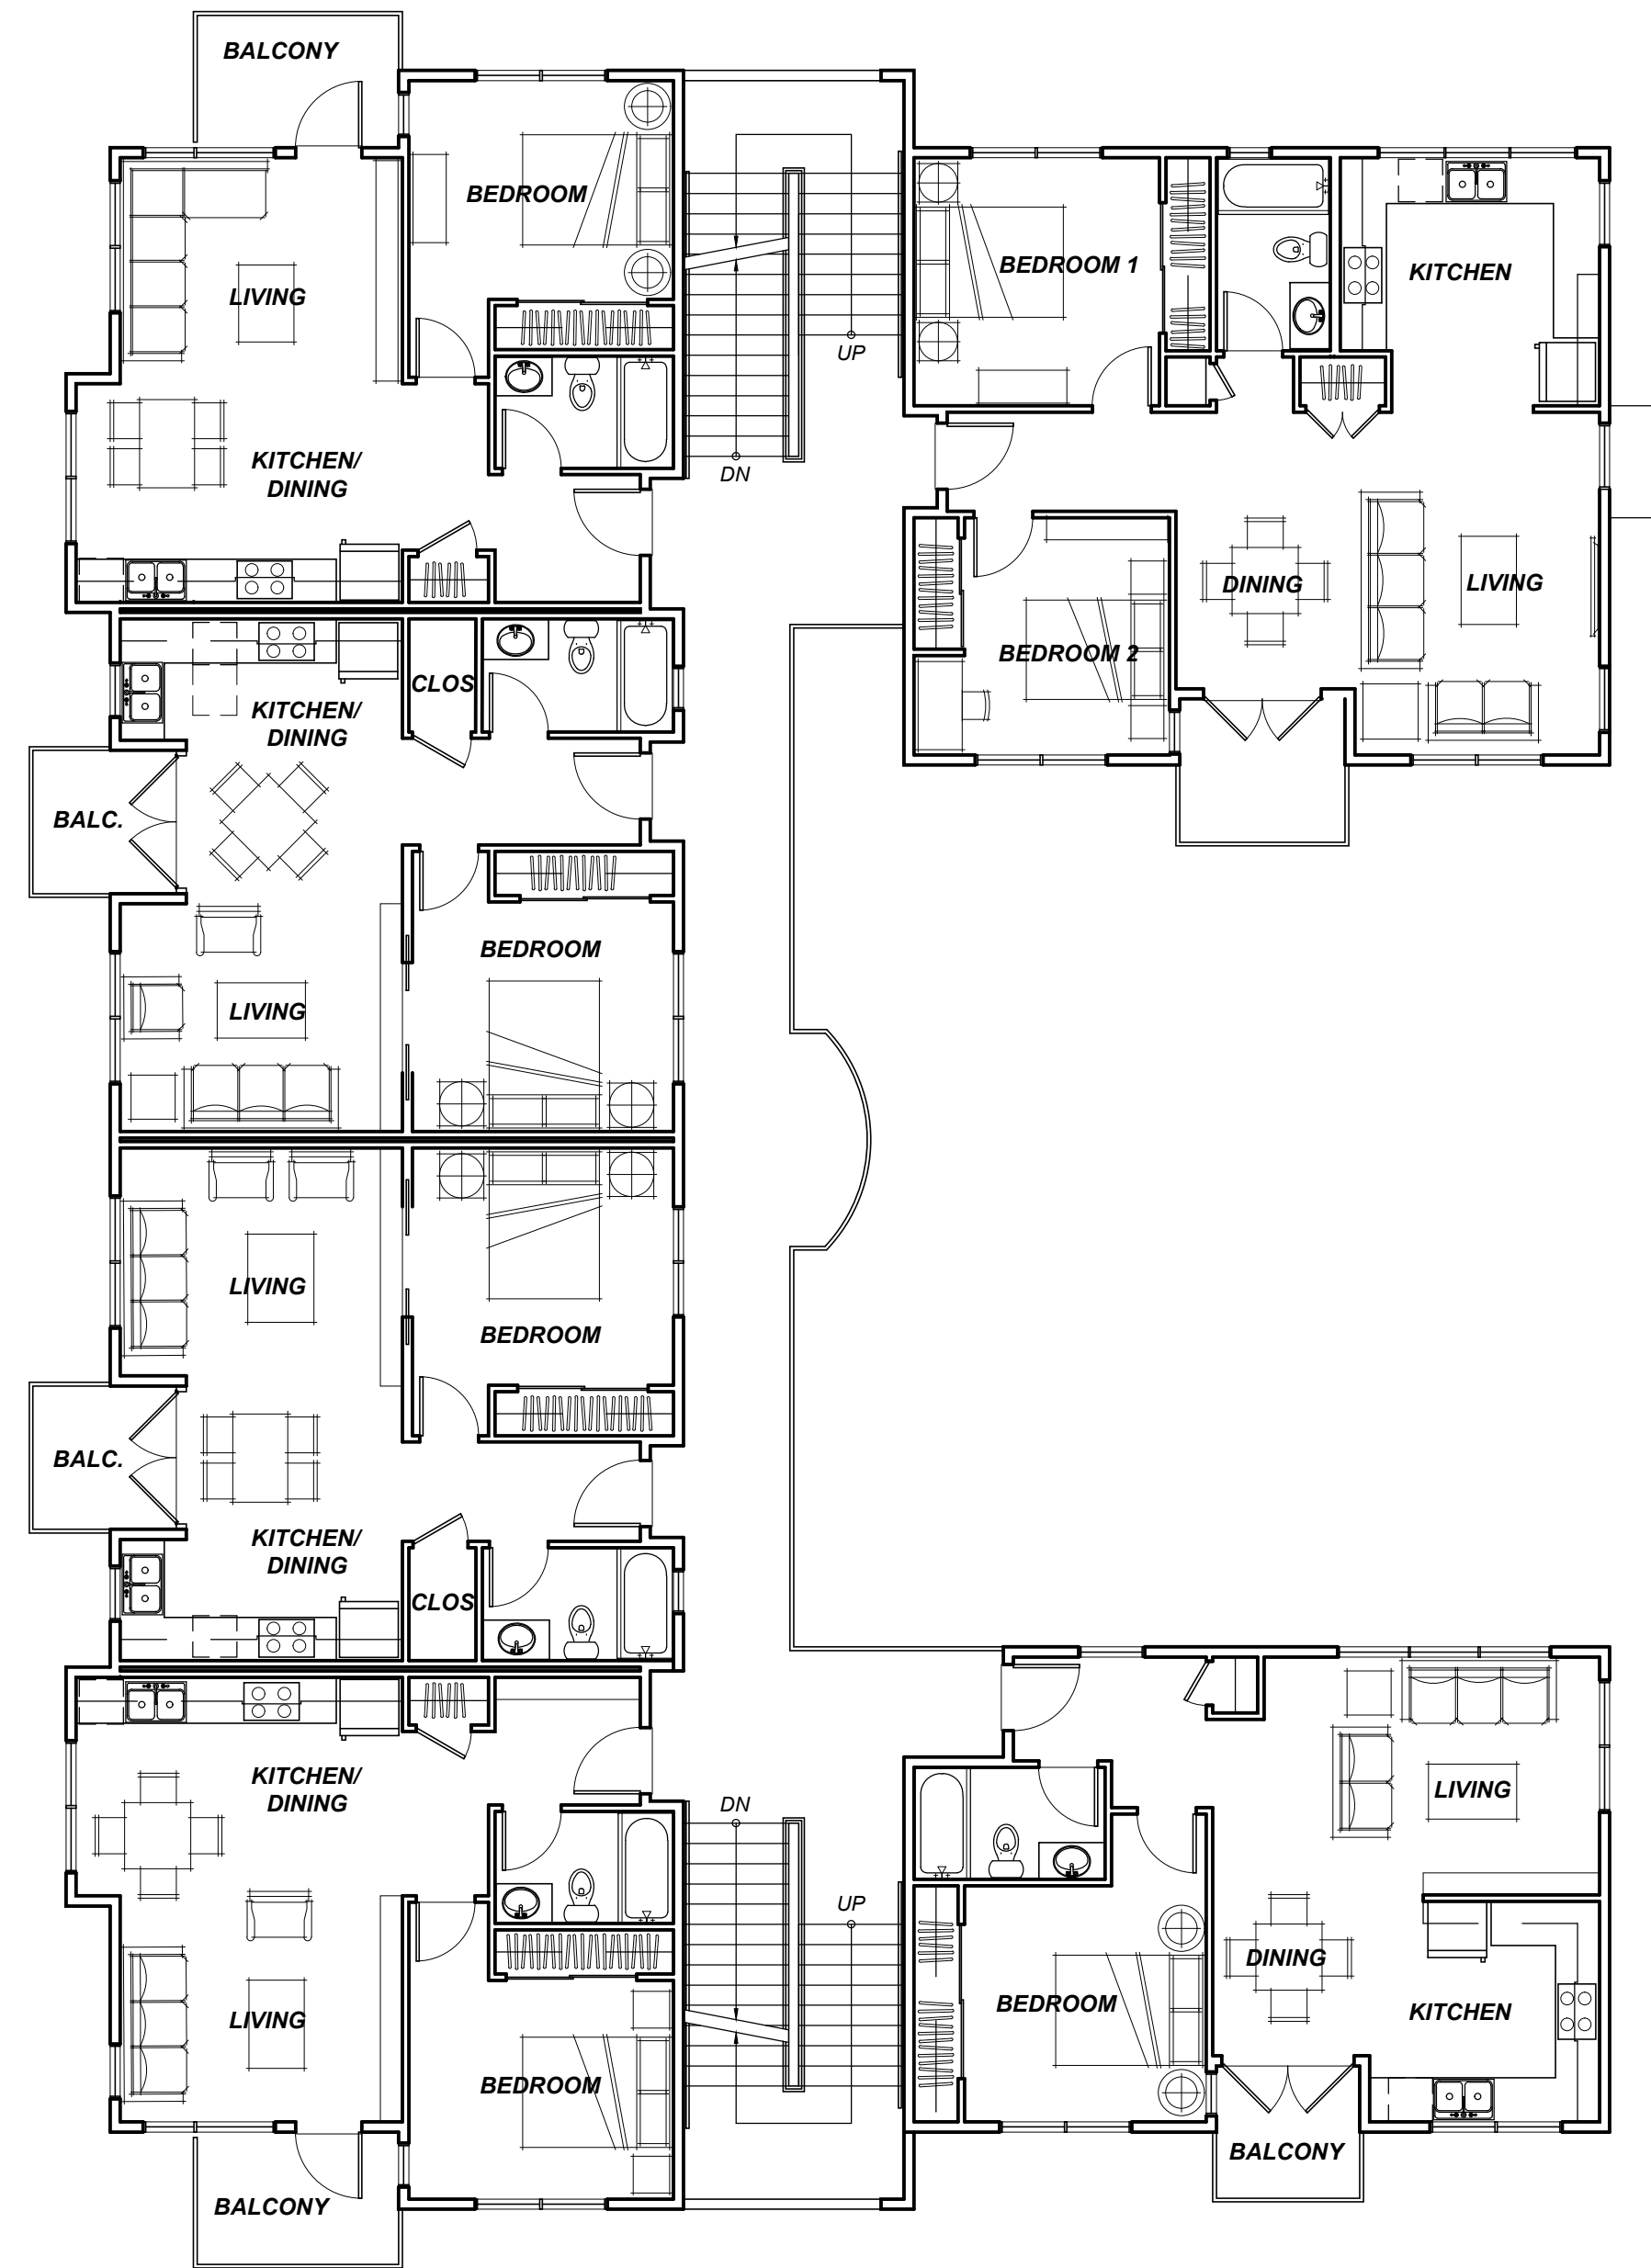 BALCONY
BEDROOM
LIVING
KITCHEN/
DINING
UP
DN
BEDROOM 1
KITCHEN
DINING
LIVING
BEDROOM 2
CLOS
KITCHEN/
DINING
BALC.
BEDROOM
LIVING
LIVING
BEDROOM
BALC.
KITCHEN/
DINING
CLOS
KITCHEN/
DINING
LIVING
BEDROOM
BALCONY
DN
UP
LIVING
DINING
BEDROOM
KITCHEN
BALCONY